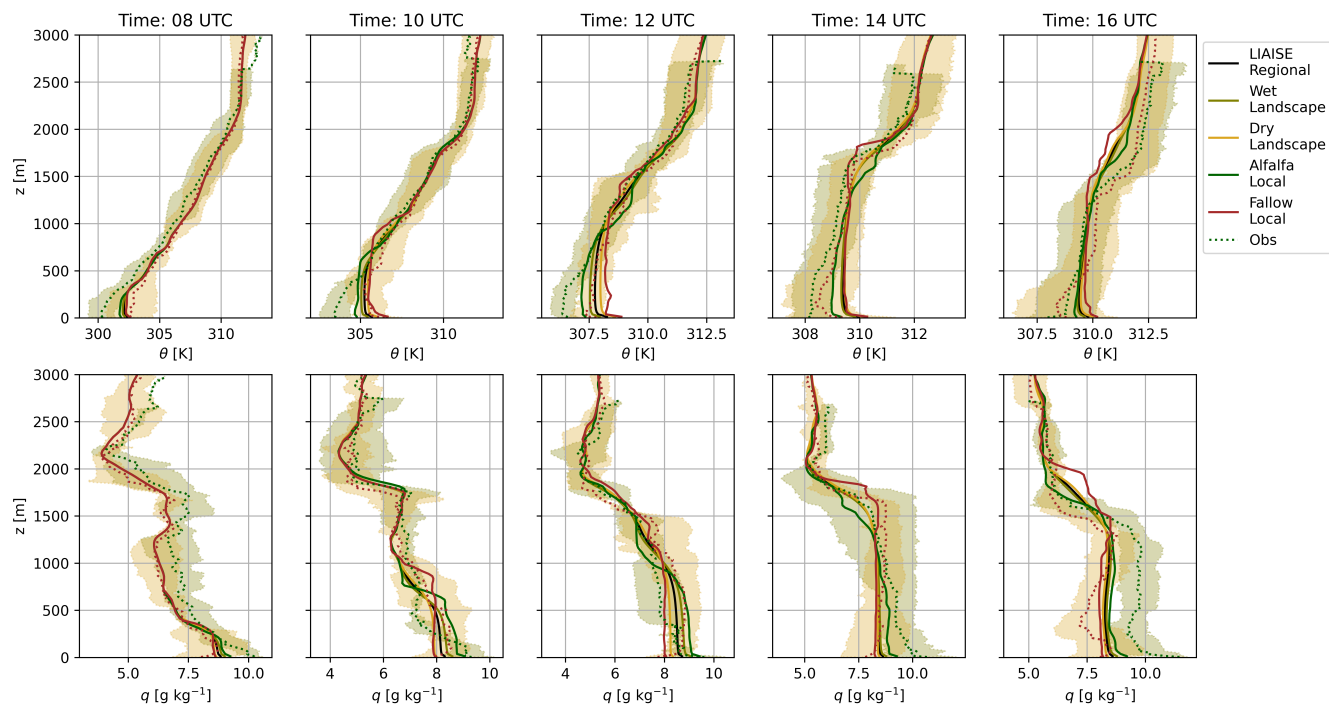 Time: 08 UTC Time: 10 UTC Time: 12 UTC Time: 14 UTC Time: 16 UTC
3000
2500
2000
1500
1000
500
0
z [m]
300 305 310
305 310
307.5 310.0 312.5
308 310 312
307.5 310.0 312.5
θ [K] θ [K] θ [K] θ [K] θ [K]
LIAISE
Regional
Wet
Landscape
Dry
Landscape
Alfalfa
Local
Fallow
Local
Obs
3000
2500
2000
1500
1000
500
0
z [m]
5.0 7.5 10.0
4 6 8 10
4 6 8 10
5.0 7.5 10.0
5.0 7.5 10.0
q [g kg⁻¹] q [g kg⁻¹] q [g kg⁻¹] q [g kg⁻¹] q [g kg⁻¹]